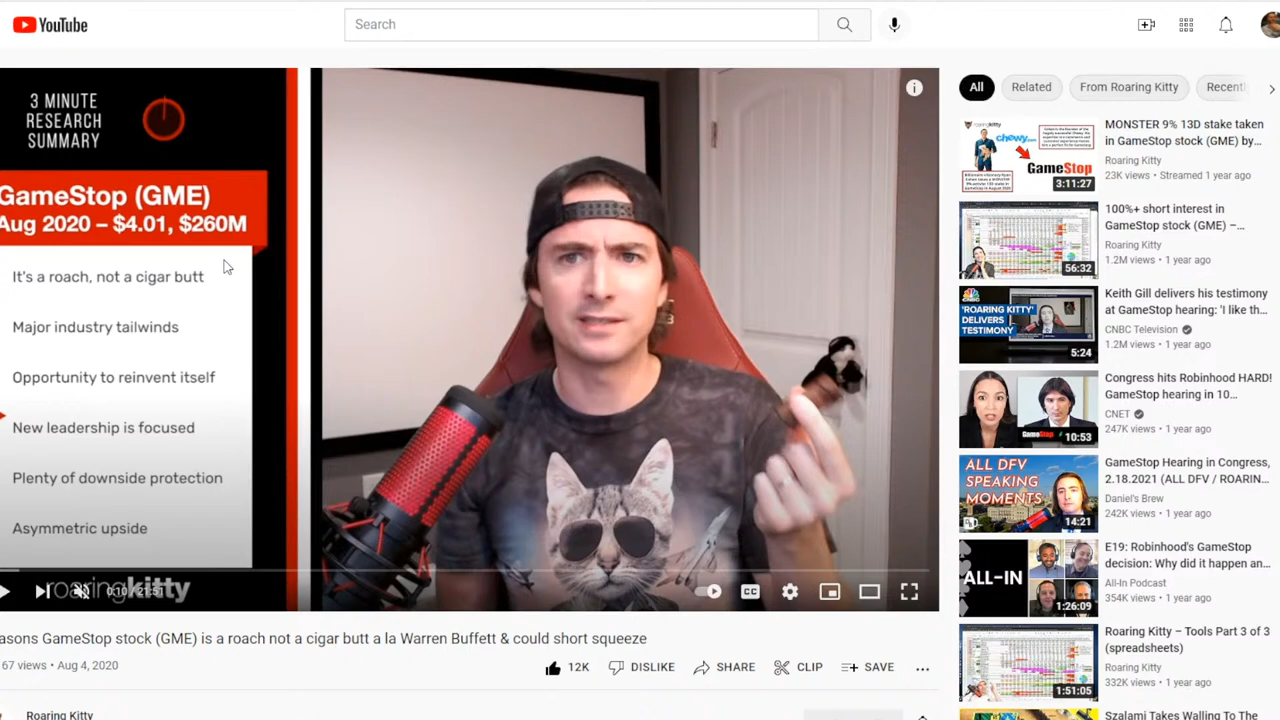 YouTube
Search
3 MINUTE
RESEARCH
SUMMARY
GameStop (GME)
Aug 2020 – $4.01, $260M
It's a roach, not a cigar butt
Major industry tailwinds
Opportunity to reinvent itself
New leadership is focused
Plenty of downside protection
Asymmetric upside
roaringkitty
0:10 / 21:51
CC
asons GameStop stock (GME) is a roach not a cigar butt a la Warren Buffett & could short squeeze
67 views • Aug 4, 2020
12K
DISLIKE
SHARE
CLIP
SAVE
Roaring Kitty
All
Related
From Roaring Kitty
Recent
roaringkitty
chewy
GameStop
3:11:27
MONSTER 9% 13D stake taken
in GameStop stock (GME) by...
Roaring Kitty
23K views • Streamed 1 year ago
56:32
100%+ short interest in
GameStop stock (GME) –...
Roaring Kitty
1.2M views • 1 year ago
CNBC
'ROARING KITTY'
DELIVERS
TESTIMONY
5:24
Keith Gill delivers his testimony
at GameStop hearing: 'I like th...
CNBC Television
1.2M views • 1 year ago
GameStop
10:53
Congress hits Robinhood HARD!
GameStop hearing in 10...
CNET
247K views • 1 year ago
ALL DFV
SPEAKING
MOMENTS
14:21
GameStop Hearing in Congress,
2.18.2021 (ALL DFV / ROARIN...
Daniel's Brew
242K views • 1 year ago
ALL-IN
1:26:09
E19: Robinhood's GameStop
decision: Why did it happen an...
All-In Podcast
354K views • 1 year ago
1:51:05
Roaring Kitty – Tools Part 3 of 3
(spreadsheets)
Roaring Kitty
332K views • 1 year ago
Szalami Takes Walling To The